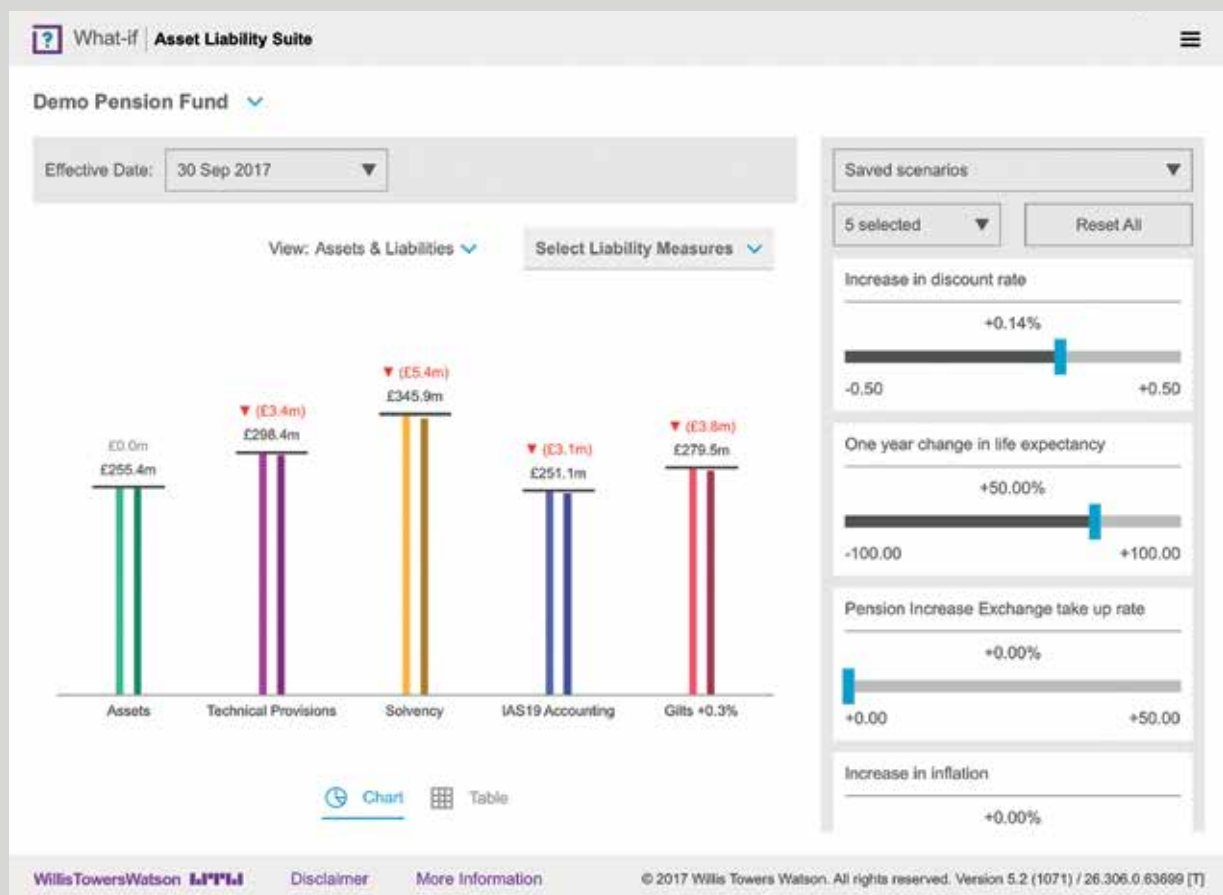 ? What-if | Asset Liability Suite
Demo Pension Fund
Effective Date: 30 Sep 2017
Saved scenarios
5 selected Reset All
View: Assets & Liabilities Select Liability Measures
Increase in discount rate
+0.14%
-0.50 +0.50
▼ (£5.4m)
£345.9m
▼ (£3.4m)
£298.4m
▼ (£3.8m)
£279.5m
£0.0m
£255.4m
▼ (£3.1m)
£251.1m
One year change in life expectancy
+50.00%
-100.00 +100.00
Pension Increase Exchange take up rate
+0.00%
+0.00 +50.00
Assets Technical Provisions Solvency IAS19 Accounting Gilts +0.3%
Increase in inflation
+0.00%
Chart Table
WillisTowersWatson Disclaimer More Information © 2017 Willis Towers Watson. All rights reserved. Version 5.2 (1071) / 26.306.0.63699 [T]